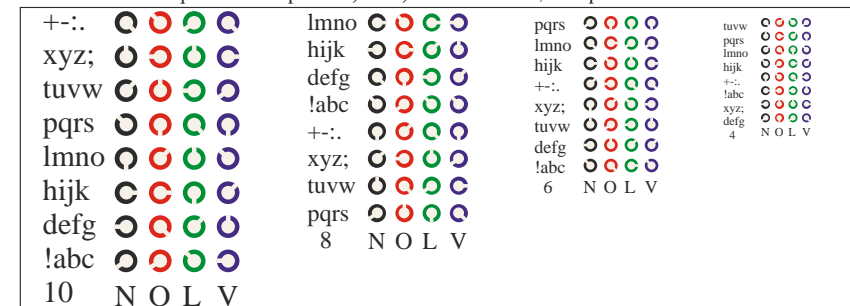 +-:.
xyz;
tuvw
pqrs
lmno
hijk
defg
!abc
10 N O L V
lmno
hijk
defg
!abc
+-:.
xyz;
tuvw
pqrs
8 N O L V
pqrs
lmno
hijk
+-:.
xyz;
tuvw
defg
!abc
6 N O L V
tuvw
pqrs
lmno
hijk
+-:.
!abc
xyz;
defg
4 N O L V